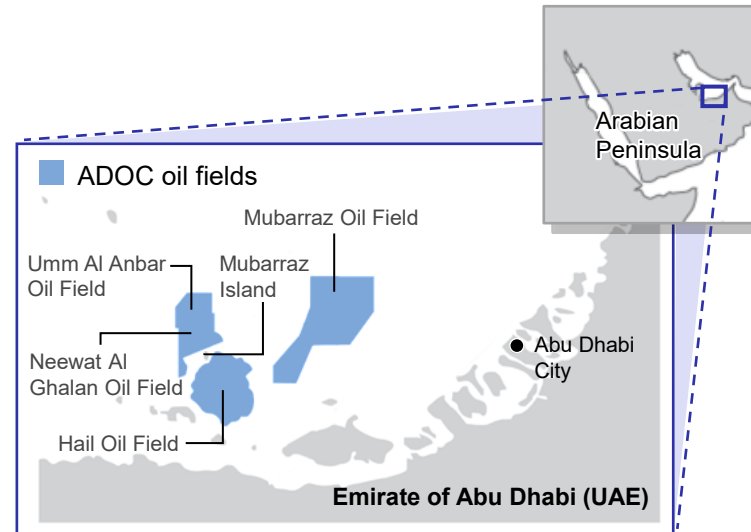 Arabian
Peninsula
ADOC oil fields
Mubarraz Oil Field
Umm Al Anbar
Oil Field
Mubarraz
Island
Neewat Al
Ghalan Oil Field
Abu Dhabi
City
Hail Oil Field
Emirate of Abu Dhabi (UAE)